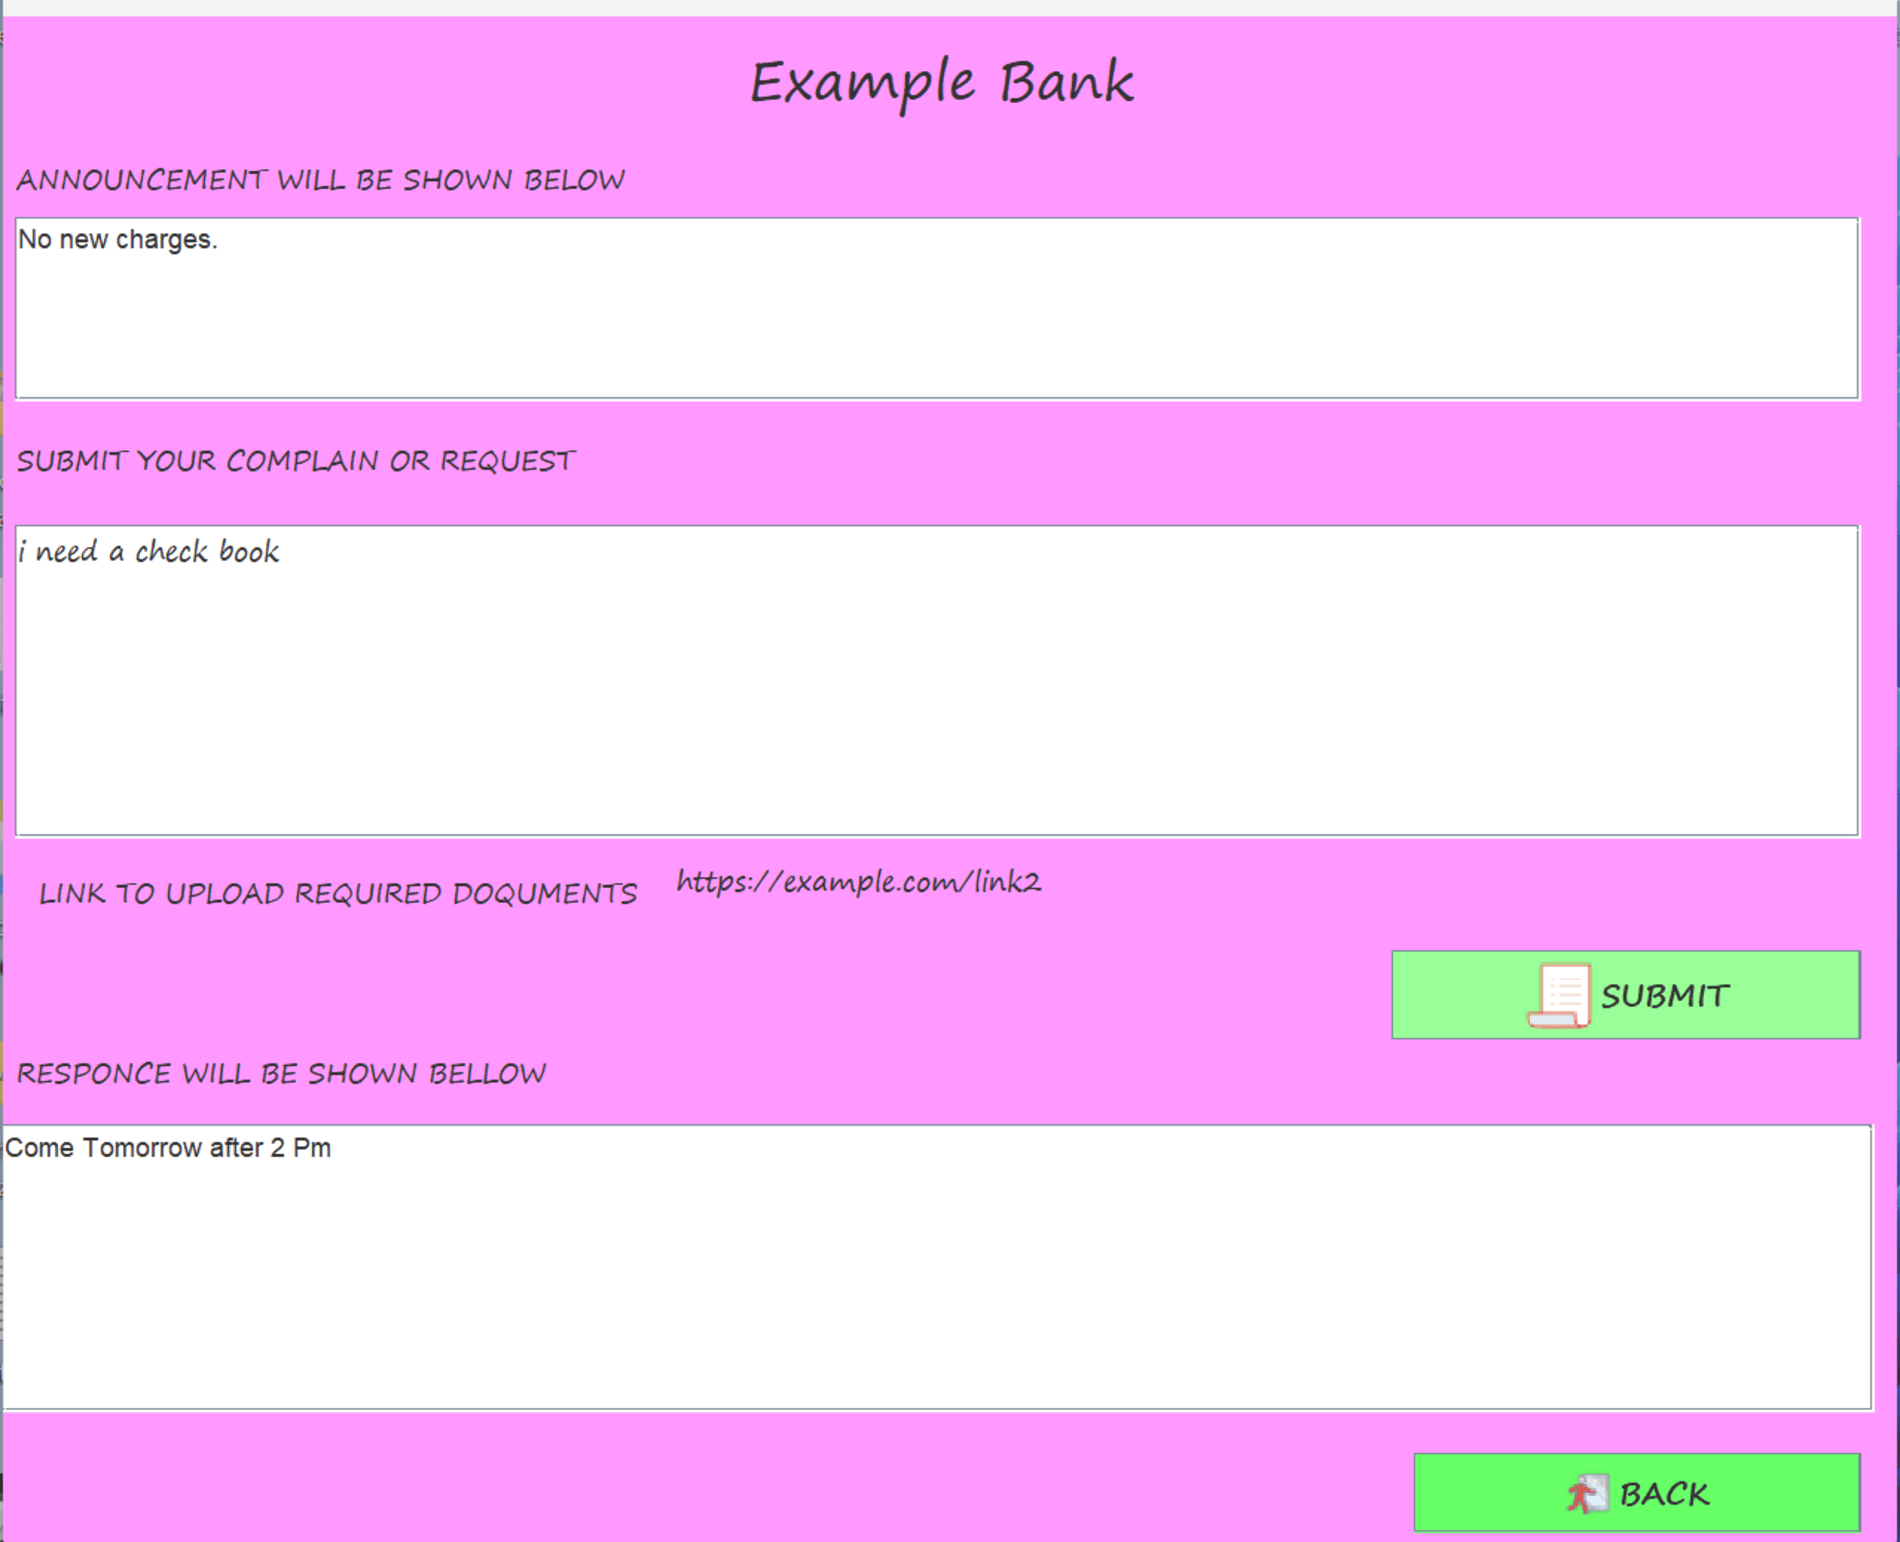 Example Bank
ANNOUNCEMENT WILL BE SHOWN BELOW
No new charges.
SUBMIT YOUR COMPLAIN OR REQUEST
i need a check book
LINK TO UPLOAD REQUIRED DOQUMENTS https://example.com/link2
SUBMIT
RESPONCE WILL BE SHOWN BELLOW
Come Tomorrow after 2 Pm
BACK